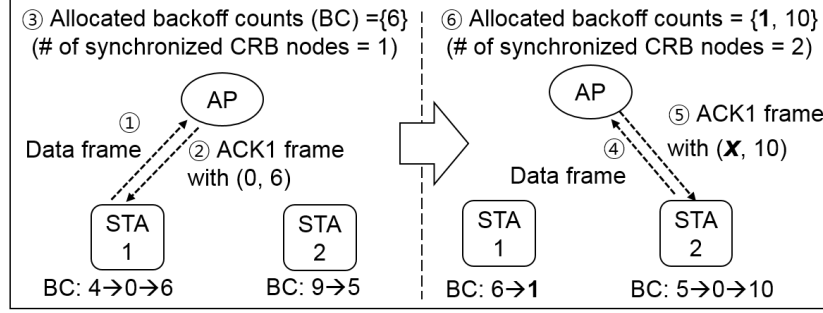 ③ Allocated backoff counts (BC) ={6}
(# of synchronized CRB nodes = 1)
AP
①
Data frame
② ACK1 frame
with (0, 6)
STA
1
STA
2
BC: 4→0→6
BC: 9→5
⑥ Allocated backoff counts = {1, 10}
(# of synchronized CRB nodes = 2)
AP
⑤ ACK1 frame
with (X, 10)
④
Data frame
STA
1
STA
2
BC: 6→1
BC: 5→0→10